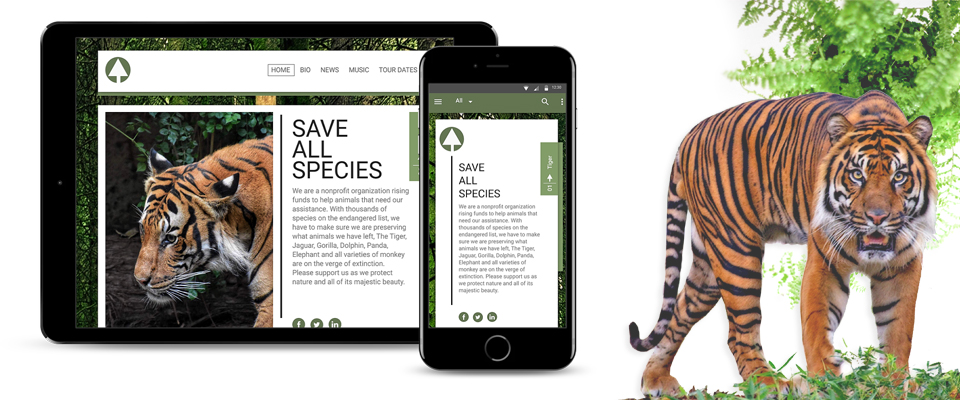 HOME BIO NEWS MUSIC TOUR DATES
SAVE
ALL
SPECIES
We are a nonprofit organization rising
funds to help animals that need our
assistance. With thousands of
species on the endangered list, we
have to make sure we are preserving
what animals we have left, The Tiger,
Jaguar, Gorilla, Dolphin, Panda,
Elephant and all varieties of monkey
are on the verge of extinction.
Please support us as we protect
nature and all of its majestic beauty.
12:30
All
SAVE
ALL
SPECIES
We are a nonprofit organization
rising funds to help animals that
need our assistance. With
thousands of species on the
endangered list, we have to make
sure we are preserving what
animals we have left, The Tiger,
Jaguar, Gorilla, Dolphin, Panda,
Elephant and all varieties of
monkey are on the verge of
extinction. Please support us as
we protect nature and all of its
majestic beauty.
01 Tiger